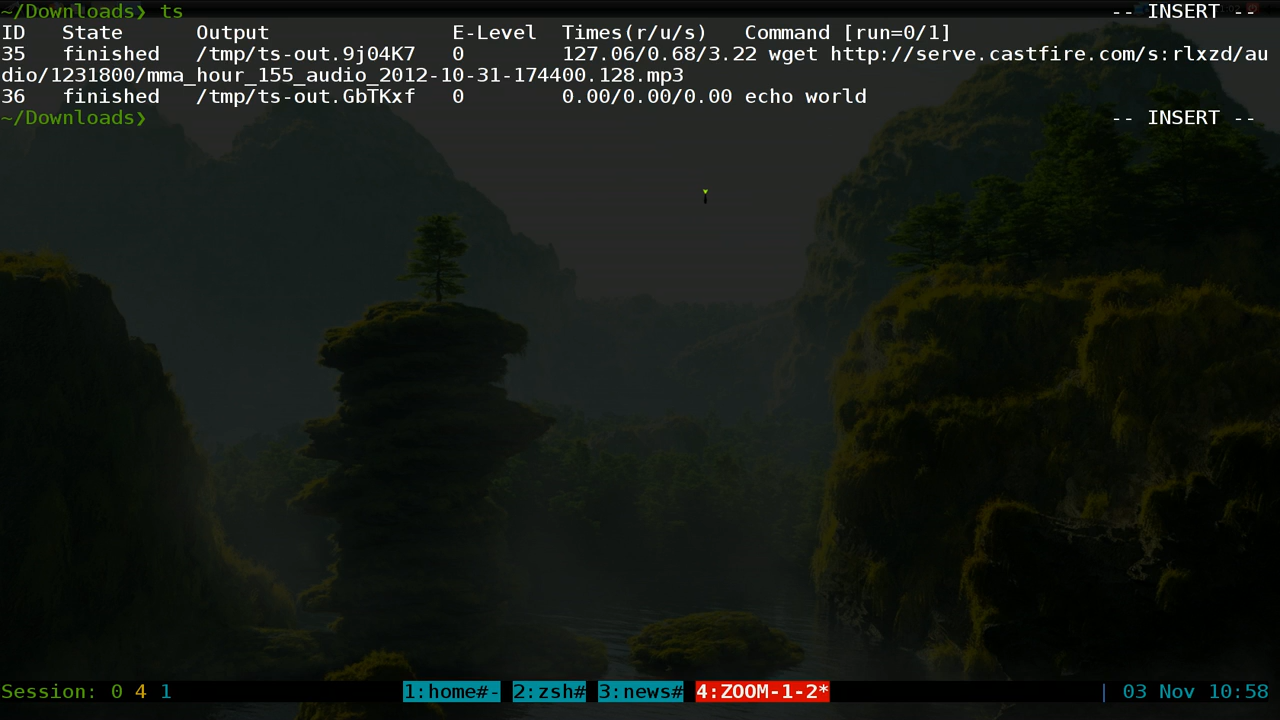 ~/Downloads❯ ts -- INSERT --
ID   State      Output               E-Level  Times(r/u/s)   Command [run=0/1]
35   finished   /tmp/ts-out.9j04K7   0        127.06/0.68/3.22 wget http://serve.castfire.com/s:rlxzd/au
dio/1231800/mma_hour_155_audio_2012-10-31-174400.128.mp3
36   finished   /tmp/ts-out.GbTKxf   0        0.00/0.00/0.00 echo world
~/Downloads❯ -- INSERT --
Session: 0 4 1 1:home#- 2:zsh# 3:news# 4:ZOOM-1-2* | 03 Nov 10:58